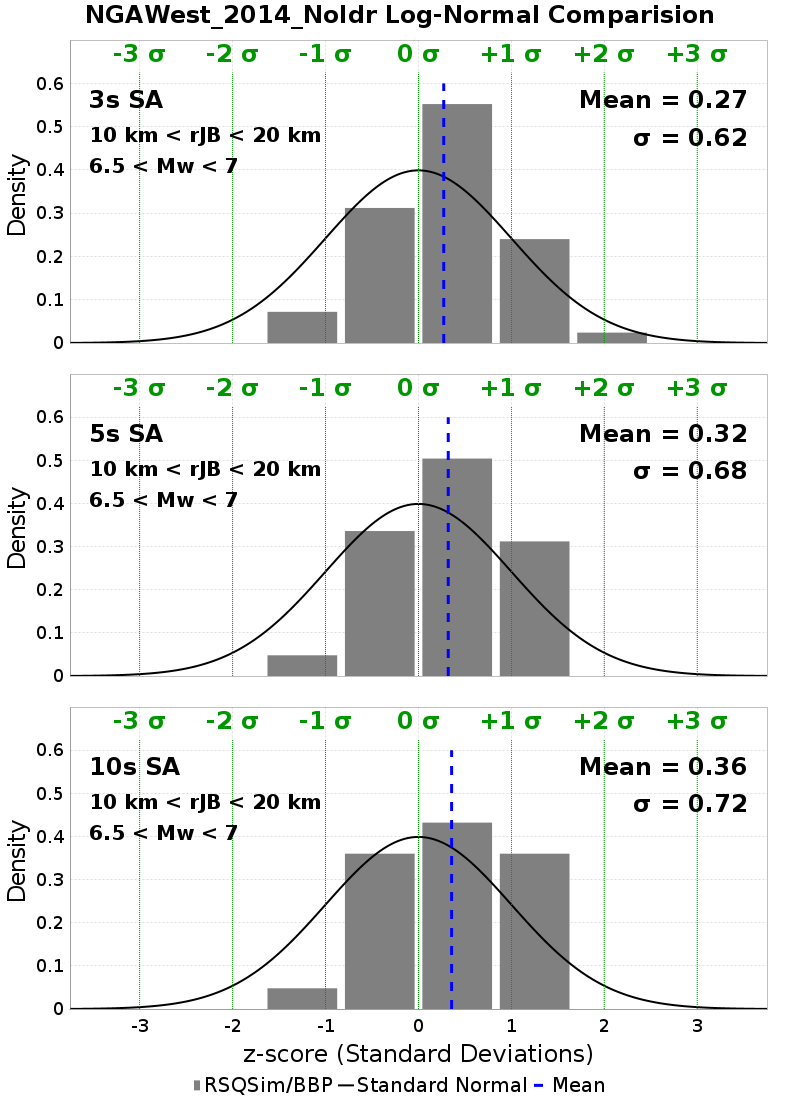 NGAWest_2014_NoIdr Log-Normal Comparision
-3 σ -2 σ -1 σ 0 σ +1 σ +2 σ +3 σ
0.6
3s SA Mean = 0.27
0.5
10 km < rJB < 20 km σ = 0.62
0.4
6.5 < Mw < 7
Density
0.3
0.2
0.1
0
-3 σ -2 σ -1 σ 0 σ +1 σ +2 σ +3 σ
0.6
5s SA Mean = 0.32
0.5
10 km < rJB < 20 km σ = 0.68
0.4
6.5 < Mw < 7
Density
0.3
0.2
0.1
0
-3 σ -2 σ -1 σ 0 σ +1 σ +2 σ +3 σ
0.6
10s SA Mean = 0.36
0.5
10 km < rJB < 20 km σ = 0.72
0.4
6.5 < Mw < 7
Density
0.3
0.2
0.1
0
-3 -2 -1 0 1 2 3
z-score (Standard Deviations)
RSQSim/BBP Standard Normal Mean